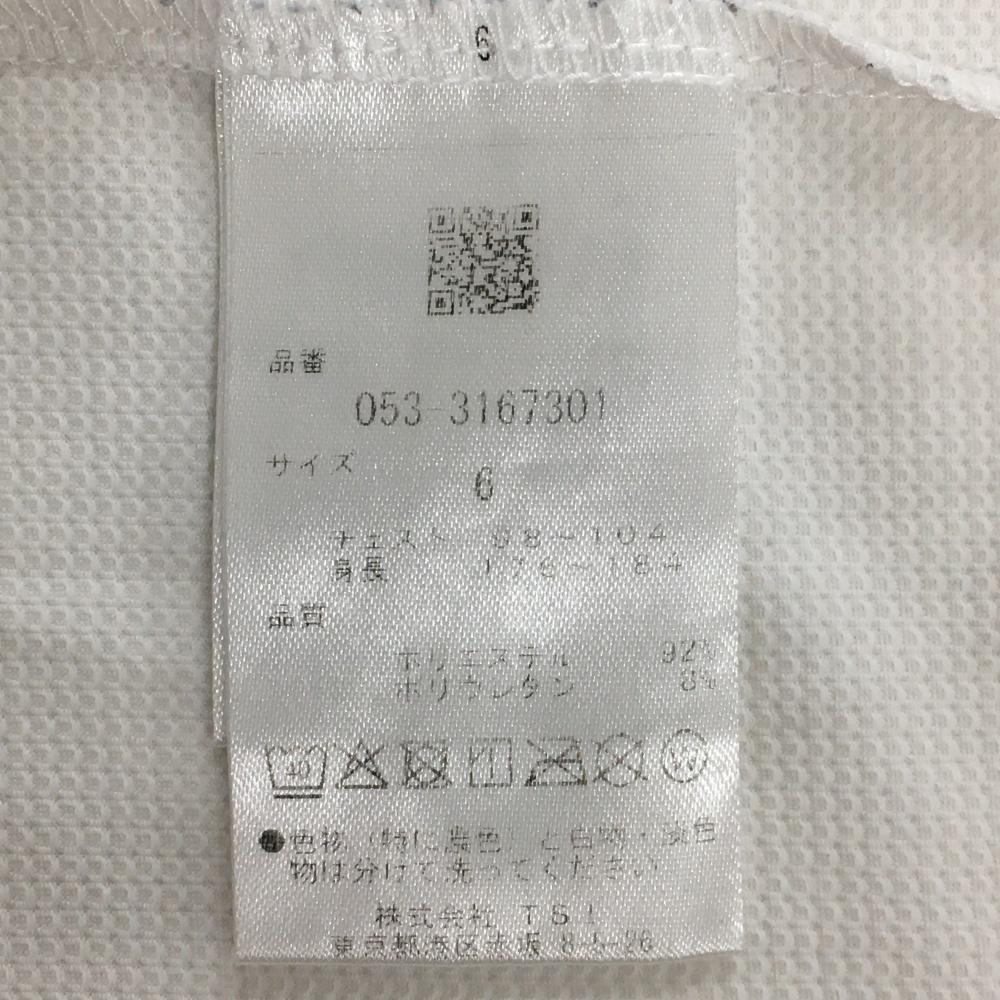 6
品番
053-3167301
サイズ
6
チェスト 98～104
身長 176～184
品質
ポリエステル 92%
ポリウレタン 8%
40
●色物(特に濃色)と白物・淡色
物は分けて洗ってください
株式会社 TSI
東京都港区赤坂 8-5-26